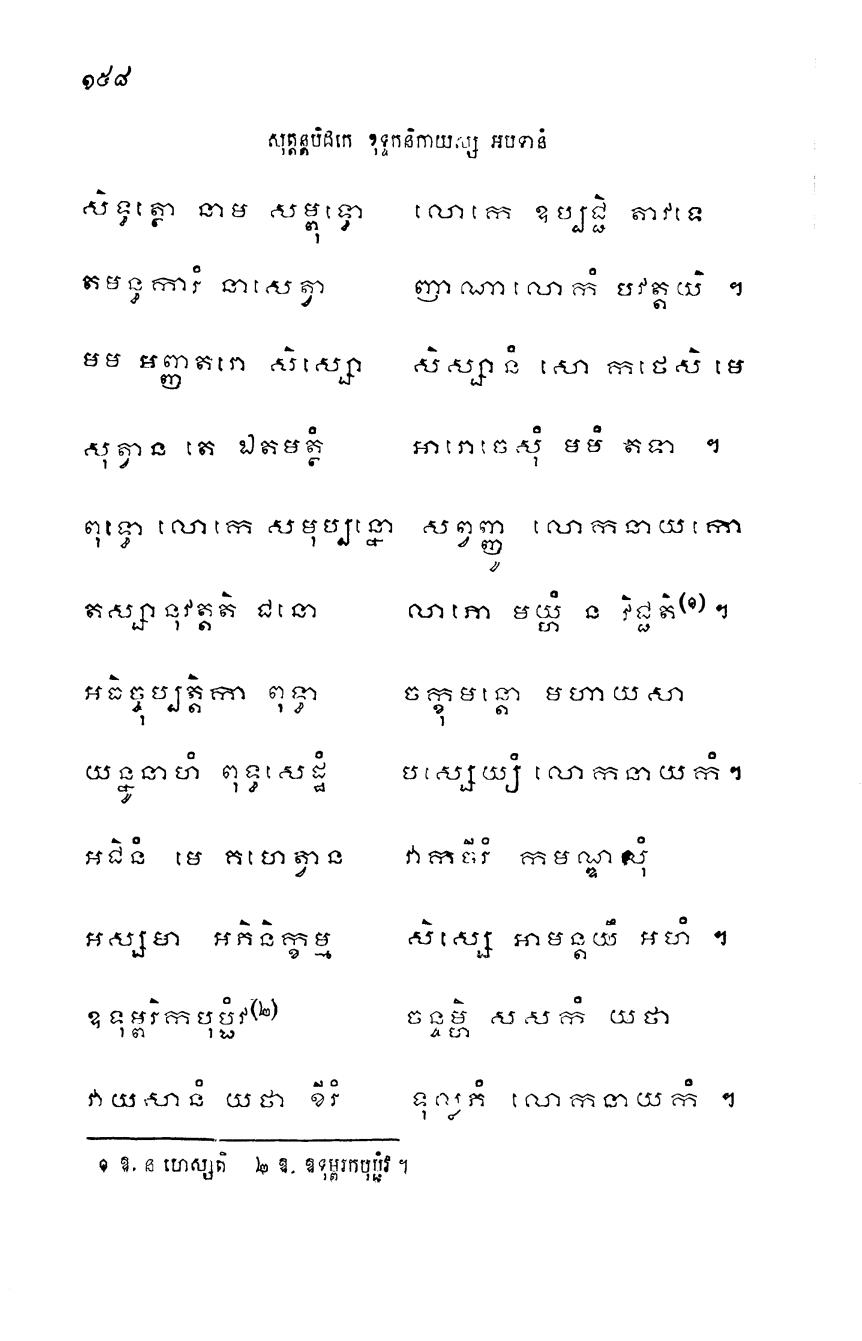 ១៥៨
សុត្តន្តបិដកេ ខុទ្ទកនិកាយស្ស អបទានំ
សិទ្ធត្ថោ នាម សម្ពុទ្ធោ លោកេ ឧប្បជ្ជិ តាវទេ
តមន្ធការំ នាសេត្វា ញាណាលោកំ បវត្តយិ ។
មម អញ្ញតរោ សិស្សោ សិស្សានំ សោ កថេសិ មេ
សុត្វាន តេ ឯតមត្ថំ អារោចេសុំ មមំ តទា ។
ពុទ្ធោ លោកេ សមុប្បន្នោ សព្វញ្ញូ លោកនាយកោ
តស្សានុវត្តតិ ជនោ លាភោ មយ្ហំ ន វិជ្ជតិ(១) ។
អធិច្ចុប្បត្តិកា ពុទ្ធា ចក្ខុមន្តោ មហាយសា
យន្នូនាហំ ពុទ្ធសេដ្ឋំ បស្សេយ្យំ លោកនាយកំ។
អជិនំ មេ គហេត្វាន វាកចីរំ កមណ្ឌលុំ
អស្សមា អភិនិក្ខម្ម សិស្សេ អាមន្តយឹ អហំ ។
ឧទុម្ពរិកបុប្ផំវ(២) ចន្ទម្ហិ សសកំ យថា
វាយសានំ យថា ខីរំ ទុល្លភំ លោកនាយកំ ។
១ ឱ. ន ហេស្សតិ ២ ឱ. ឧទុម្ពរកបុប្ផំវ ។